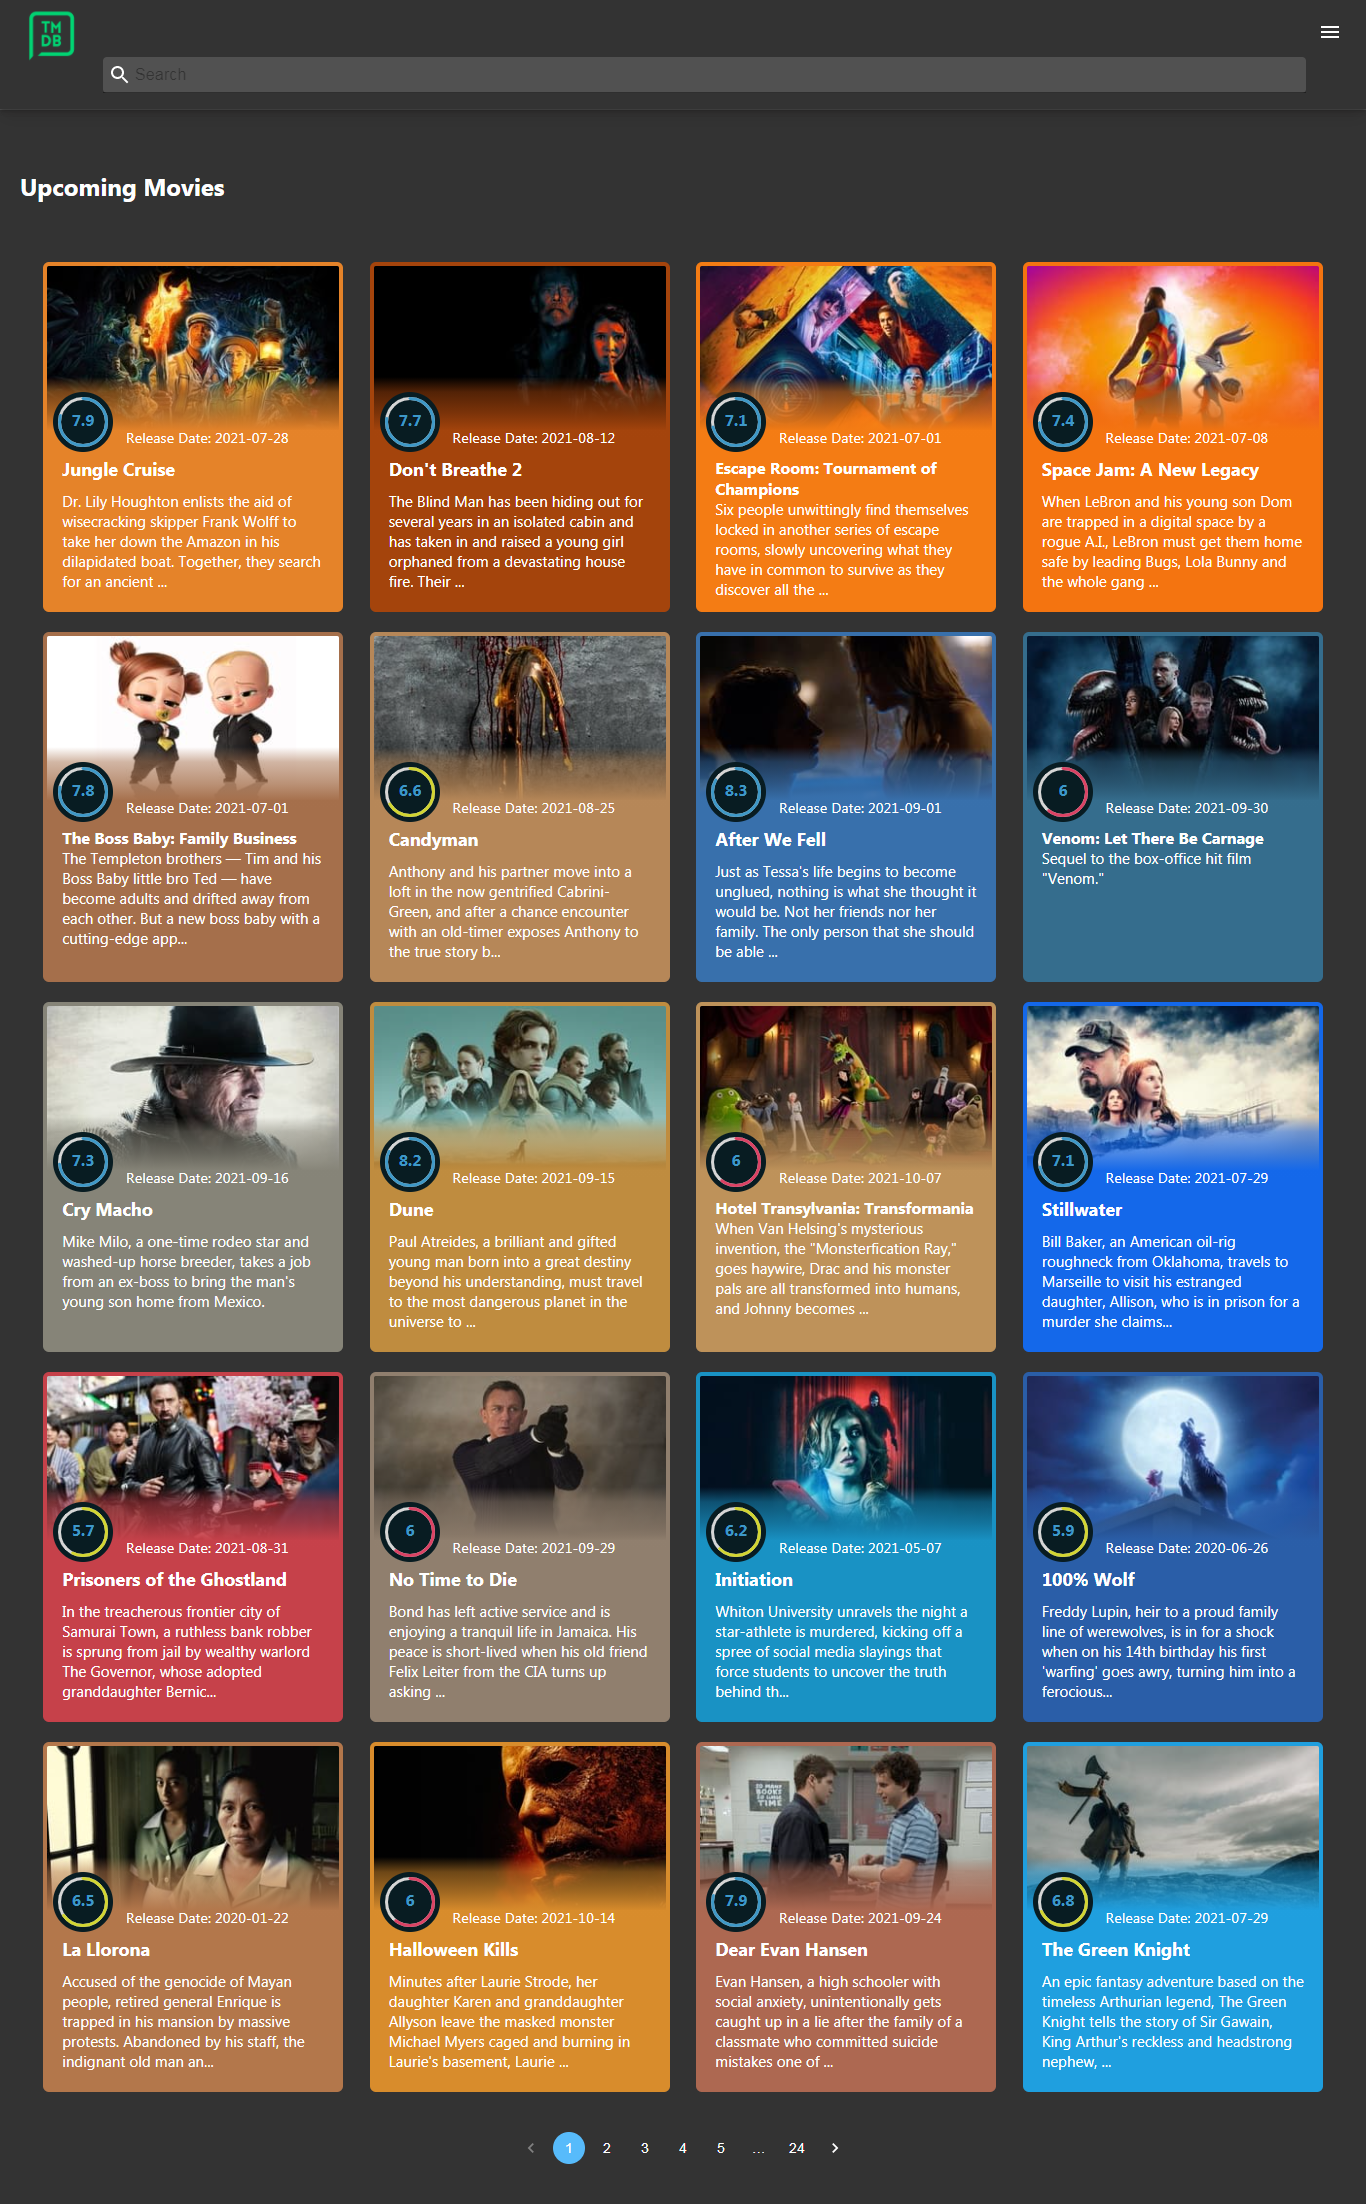 TM
DB
Search
Upcoming Movies
7.9
Release Date: 2021-07-28
Jungle Cruise
Dr. Lily Houghton enlists the aid of
wisecracking skipper Frank Wolff to
take her down the Amazon in his
dilapidated boat. Together, they search
for an ancient ...
7.7
Release Date: 2021-08-12
Don't Breathe 2
The Blind Man has been hiding out for
several years in an isolated cabin and
has taken in and raised a young girl
orphaned from a devastating house
fire. Their ...
7.1
Release Date: 2021-07-01
Escape Room: Tournament of
Champions
Six people unwittingly find themselves
locked in another series of escape
rooms, slowly uncovering what they
have in common to survive as they
discover all the ...
7.4
Release Date: 2021-07-08
Space Jam: A New Legacy
When LeBron and his young son Dom
are trapped in a digital space by a
rogue A.I., LeBron must get them home
safe by leading Bugs, Lola Bunny and
the whole gang ...
7.8
Release Date: 2021-07-01
The Boss Baby: Family Business
The Templeton brothers — Tim and his
Boss Baby little bro Ted — have
become adults and drifted away from
each other. But a new boss baby with a
cutting-edge app...
6.6
Release Date: 2021-08-25
Candyman
Anthony and his partner move into a
loft in the now gentrified Cabrini-
Green, and after a chance encounter
with an old-timer exposes Anthony to
the true story b...
8.3
Release Date: 2021-09-01
After We Fell
Just as Tessa's life begins to become
unglued, nothing is what she thought it
would be. Not her friends nor her
family. The only person that she should
be able ...
6
Release Date: 2021-09-30
Venom: Let There Be Carnage
Sequel to the box-office hit film
"Venom."
7.3
Release Date: 2021-09-16
Cry Macho
Mike Milo, a one-time rodeo star and
washed-up horse breeder, takes a job
from an ex-boss to bring the man's
young son home from Mexico.
8.2
Release Date: 2021-09-15
Dune
Paul Atreides, a brilliant and gifted
young man born into a great destiny
beyond his understanding, must travel
to the most dangerous planet in the
universe to ...
6
Release Date: 2021-10-07
Hotel Transylvania: Transformania
When Van Helsing's mysterious
invention, the "Monsterfication Ray,"
goes haywire, Drac and his monster
pals are all transformed into humans,
and Johnny becomes ...
7.1
Release Date: 2021-07-29
Stillwater
Bill Baker, an American oil-rig
roughneck from Oklahoma, travels to
Marseille to visit his estranged
daughter, Allison, who is in prison for a
murder she claims...
5.7
Release Date: 2021-08-31
Prisoners of the Ghostland
In the treacherous frontier city of
Samurai Town, a ruthless bank robber
is sprung from jail by wealthy warlord
The Governor, whose adopted
granddaughter Bernic...
6
Release Date: 2021-09-29
No Time to Die
Bond has left active service and is
enjoying a tranquil life in Jamaica. His
peace is short-lived when his old friend
Felix Leiter from the CIA turns up
asking ...
6.2
Release Date: 2021-05-07
Initiation
Whiton University unravels the night a
star-athlete is murdered, kicking off a
spree of social media slayings that
force students to uncover the truth
behind th...
5.9
Release Date: 2020-06-26
100% Wolf
Freddy Lupin, heir to a proud family
line of werewolves, is in for a shock
when on his 14th birthday his first
'warfing' goes awry, turning him into a
ferocious...
6.5
Release Date: 2020-01-22
La Llorona
Accused of the genocide of Mayan
people, retired general Enrique is
trapped in his mansion by massive
protests. Abandoned by his staff, the
indignant old man an...
6
Release Date: 2021-10-14
Halloween Kills
Minutes after Laurie Strode, her
daughter Karen and granddaughter
Allyson leave the masked monster
Michael Myers caged and burning in
Laurie's basement, Laurie ...
MANY
BOOKS
TIME
7.9
Release Date: 2021-09-24
Dear Evan Hansen
Evan Hansen, a high schooler with
social anxiety, unintentionally gets
caught up in a lie after the family of a
classmate who committed suicide
mistakes one of ...
6.8
Release Date: 2021-07-29
The Green Knight
An epic fantasy adventure based on the
timeless Arthurian legend, The Green
Knight tells the story of Sir Gawain,
King Arthur's reckless and headstrong
nephew, ...
1 2 3 4 5 ... 24